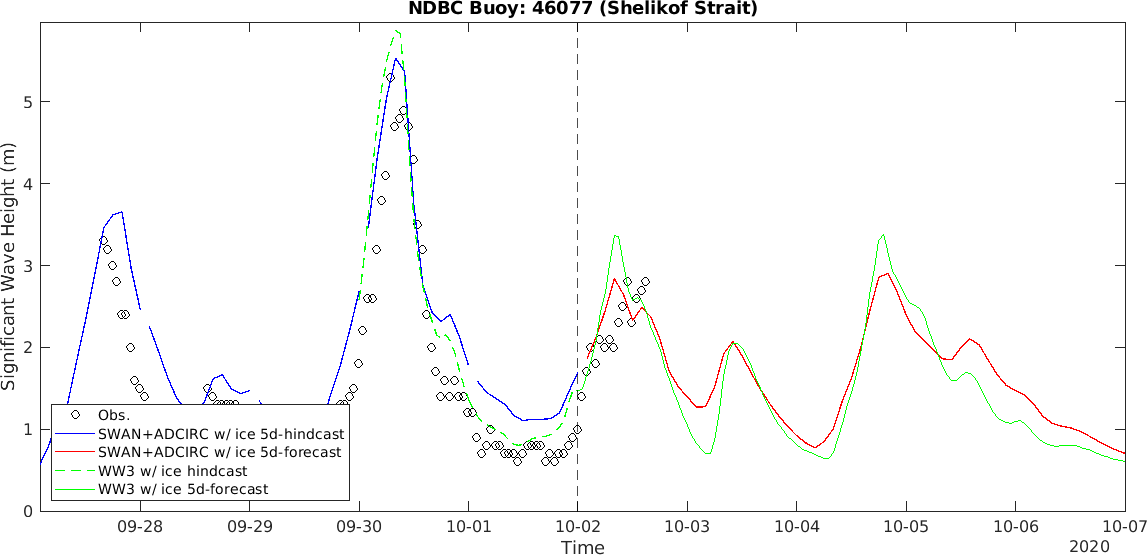 NDBC Buoy: 46077 (Shelikof Strait)
Significant Wave Height (m)
5
4
3
2
1
0
Obs.
SWAN+ADCIRC w/ ice 5d-hindcast
SWAN+ADCIRC w/ ice 5d-forecast
WW3 w/ ice hindcast
WW3 w/ ice 5d-forecast
09-28 09-29 09-30 10-01 10-02 10-03 10-04 10-05 10-06 10-07
Time
2020